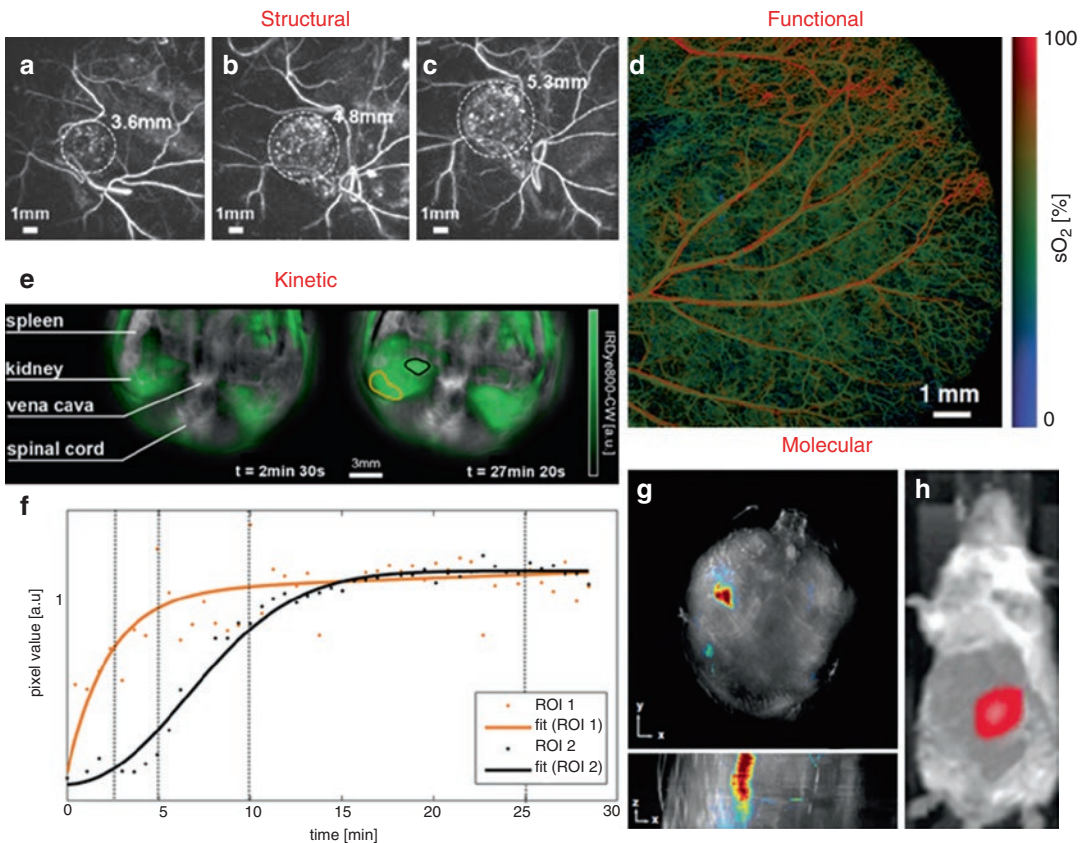 Structural
Functional
a
b
c
d
3.6mm
4.8mm
5.3mm
1mm
1mm
1mm
1 mm
100
sO2 [%]
0
Kinetic
e
spleen
kidney
vena cava
spinal cord
t = 2min 30s
3mm
t = 27min 20s
IRDye800-CW [a.u.]
f
pixel value [a.u]
1
0
5
10
15
20
25
30
time [min]
ROI 1
fit (ROI 1)
ROI 2
fit (ROI 2)
Molecular
g
y
x
z
x
h